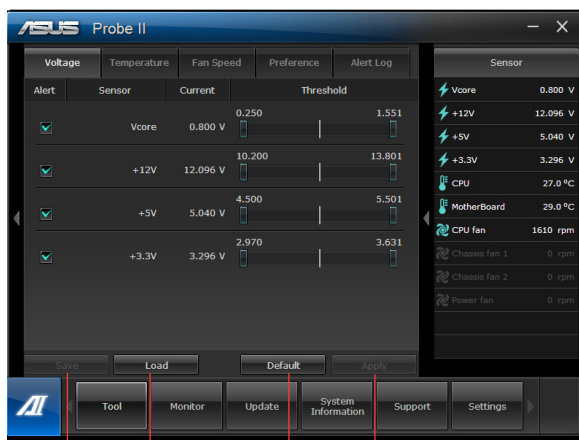 ASUS Probe II
Voltage Temperature Fan Speed Preference Alert Log
Alert Sensor Current Threshold
0.250 1.551
Vcore 0.800 V
10.200 13.801
+12V 12.096 V
4.500 5.501
+5V 5.040 V
2.970 3.631
+3.3V 3.296 V
Save Load Default Apply
Sensor
Vcore 0.800 V
+12V 12.096 V
+5V 5.040 V
+3.3V 3.296 V
CPU 27.0 ºC
MotherBoard 29.0 ºC
CPU fan 1610 rpm
Chassis fan 1 0 rpm
Chassis fan 2 0 rpm
Power fan 0 rpm
Tool Monitor Update System Information Support Settings